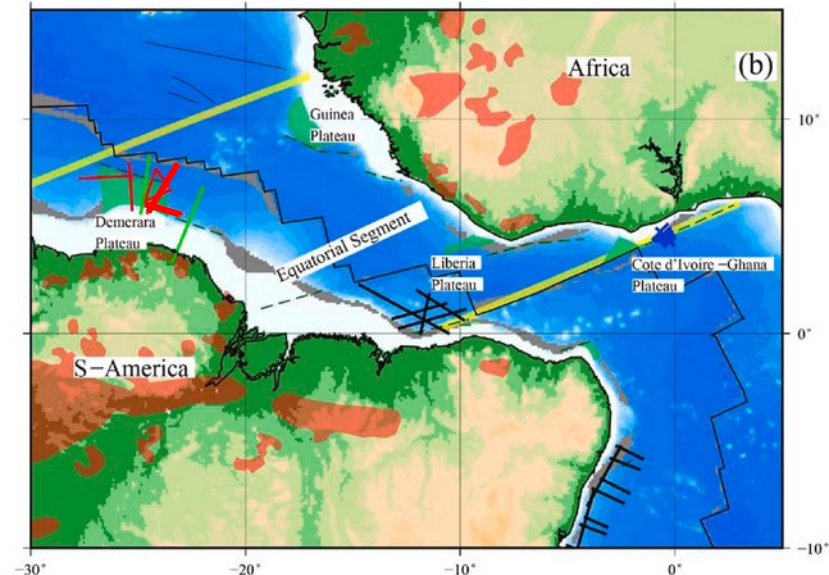 (b)
Africa
10°
Guinea
Plateau
Demerara
Plateau
Equatorial Segment
Liberia
Plateau
Cote d'Ivoire −Ghana
Plateau
0°
S−America
−10°
−30°
−20°
−10°
0°